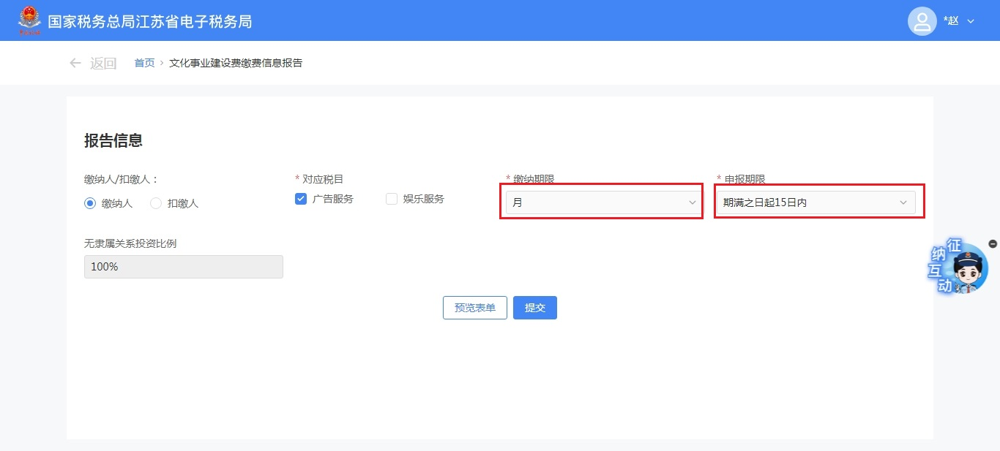 国家税务总局江苏省电子税务局
*赵
返回 首页 > 文化事业建设费缴费信息报告
报告信息
缴纳人/扣缴人：
缴纳人 扣缴人
* 对应税目
广告服务 娱乐服务
* 缴纳期限
月
* 申报期限
期满之日起15日内
无隶属关系投资比例
100%
预览表单 提交
征纳互动